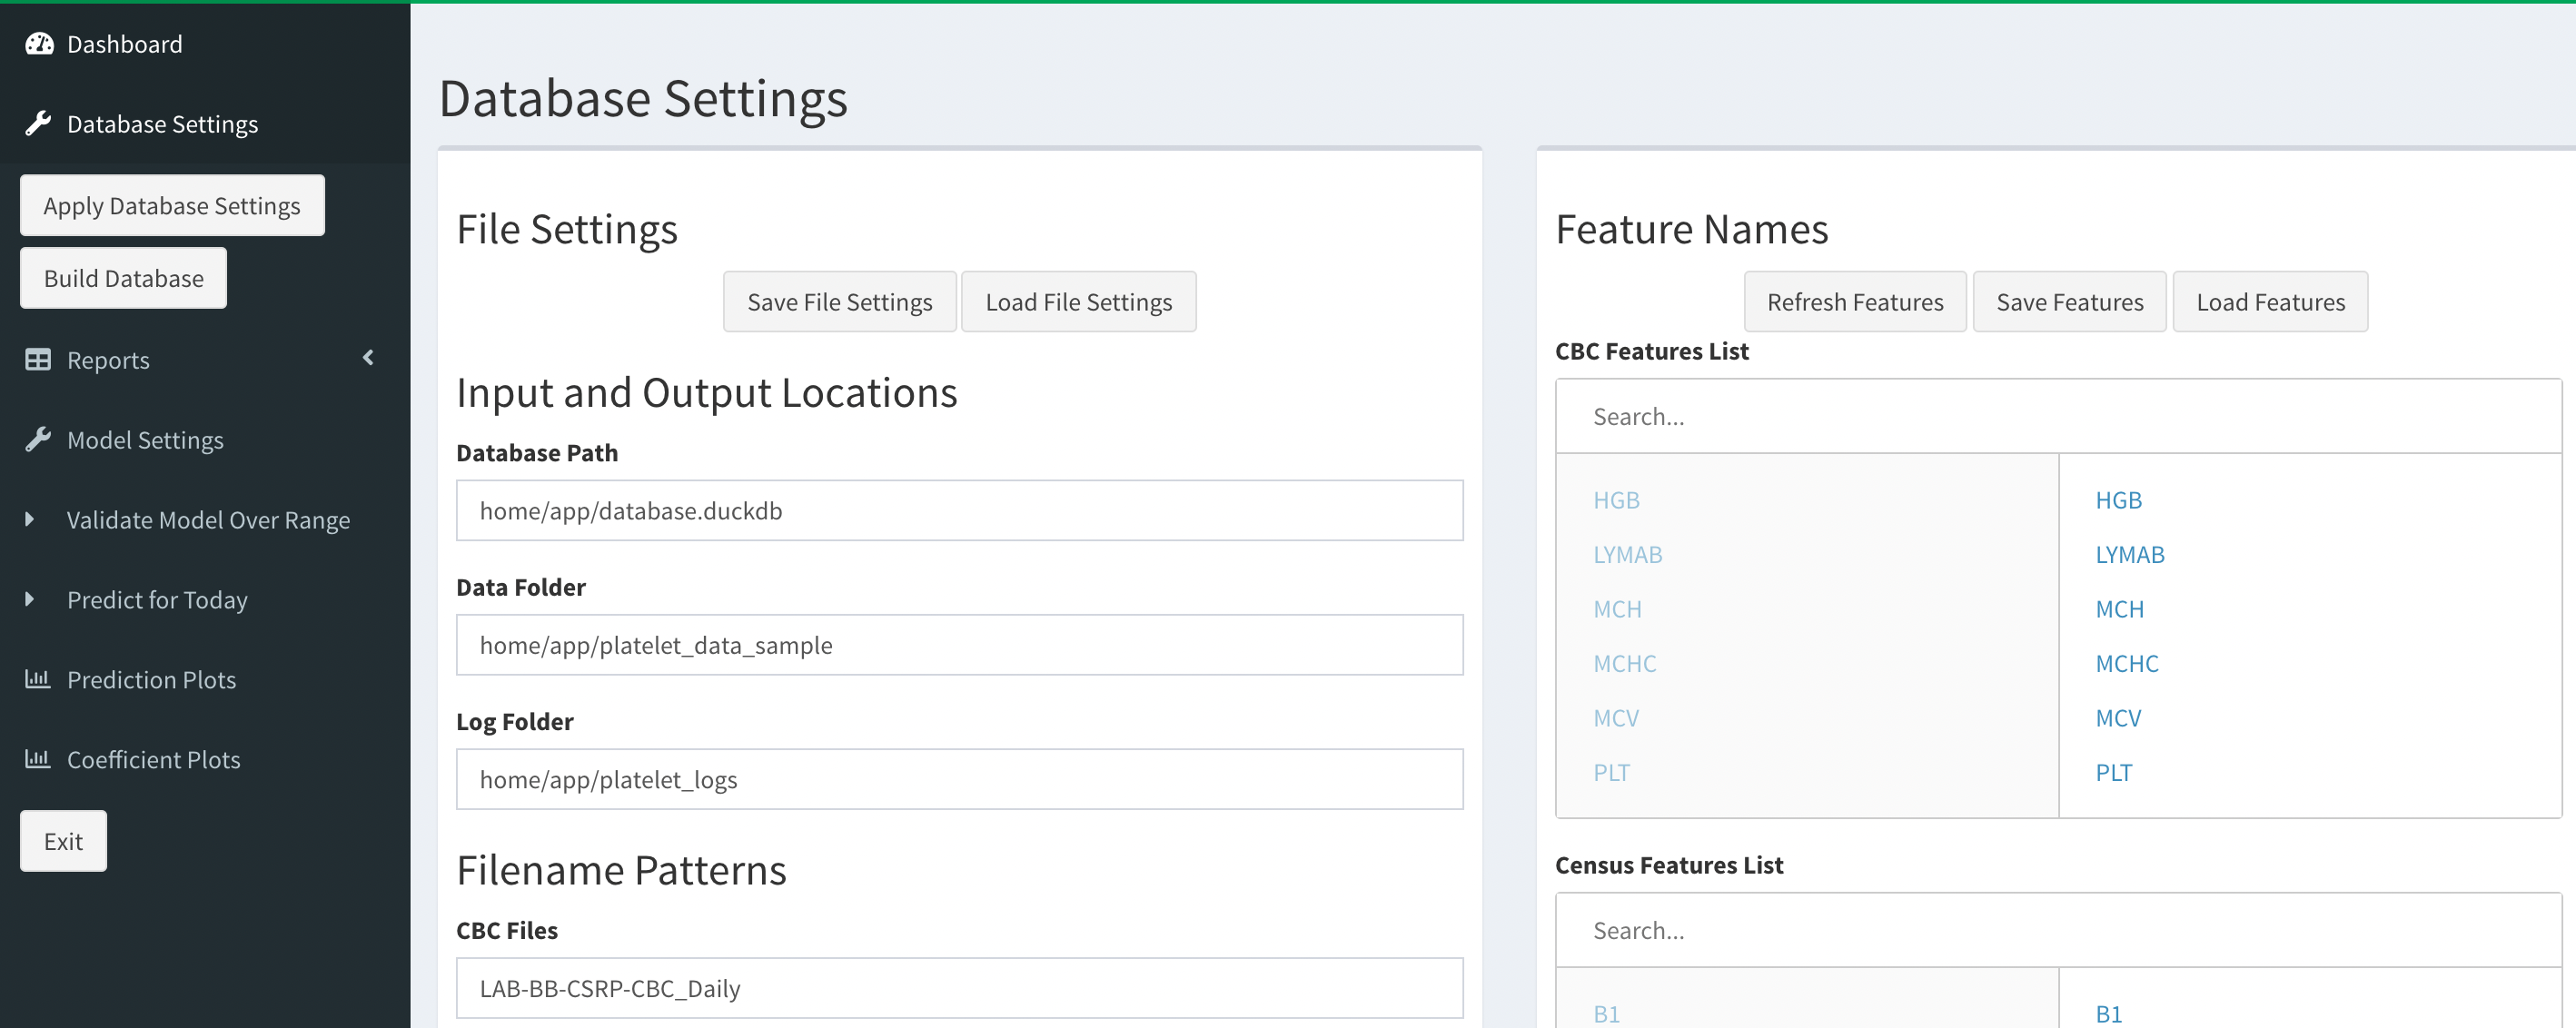 Dashboard
Database Settings
Apply Database Settings
Build Database
Reports
Model Settings
Validate Model Over Range
Predict for Today
Prediction Plots
Coefficient Plots
Exit
Database Settings
File Settings
Save File Settings
Load File Settings
Input and Output Locations
Database Path
home/app/database.duckdb
Data Folder
home/app/platelet_data_sample
Log Folder
home/app/platelet_logs
Filename Patterns
CBC Files
LAB-BB-CSRP-CBC_Daily
Feature Names
Refresh Features
Save Features
Load Features
CBC Features List
Search...
HGB
LYMAB
MCH
MCHC
MCV
PLT
HGB
LYMAB
MCH
MCHC
MCV
PLT
Census Features List
Search...
B1
B1